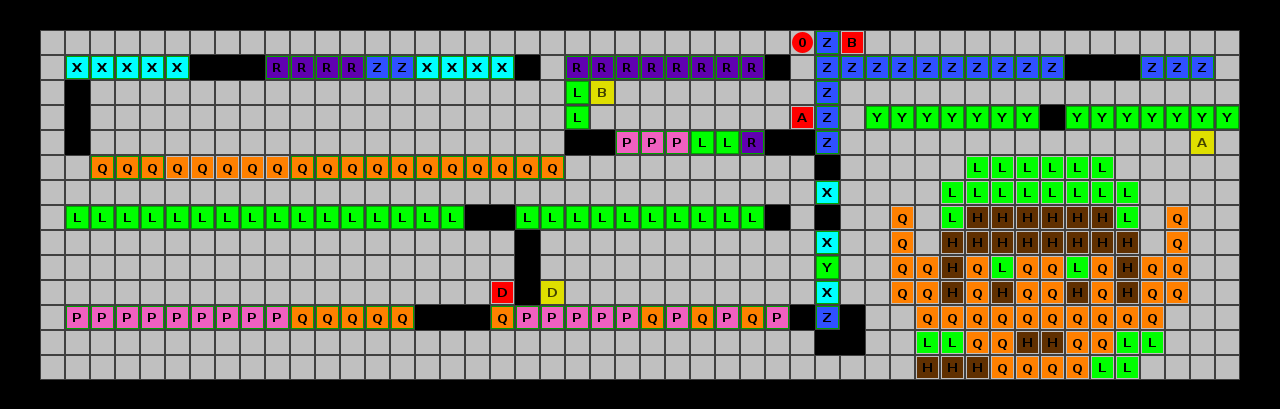 0 Z B
X X X X X R R R R Z Z X X X X R R R R R R R R Z Z Z Z Z Z Z Z Z Z Z Z Z
L B Z
L A Z Y Y Y Y Y Y Y Y Y Y Y Y Y Y
P P P L L R Z A
Q Q Q Q Q Q Q Q Q Q Q Q Q Q Q Q Q Q Q L L L L L L
X L L L L L L L L
L L L L L L L L L L L L L L L L L L L L L L L L L L Q L H H H H H H L Q
X Q H H H H H H H H Q
Y Q Q H Q L Q Q L Q H Q Q
D D X Q Q H Q H Q Q H Q H Q Q
P P P P P P P P P Q Q Q Q Q Q P P P P P Q P Q P Q P Z Q Q Q Q Q Q Q Q Q Q
L L Q Q H H Q Q L L
H H H Q Q Q Q L L